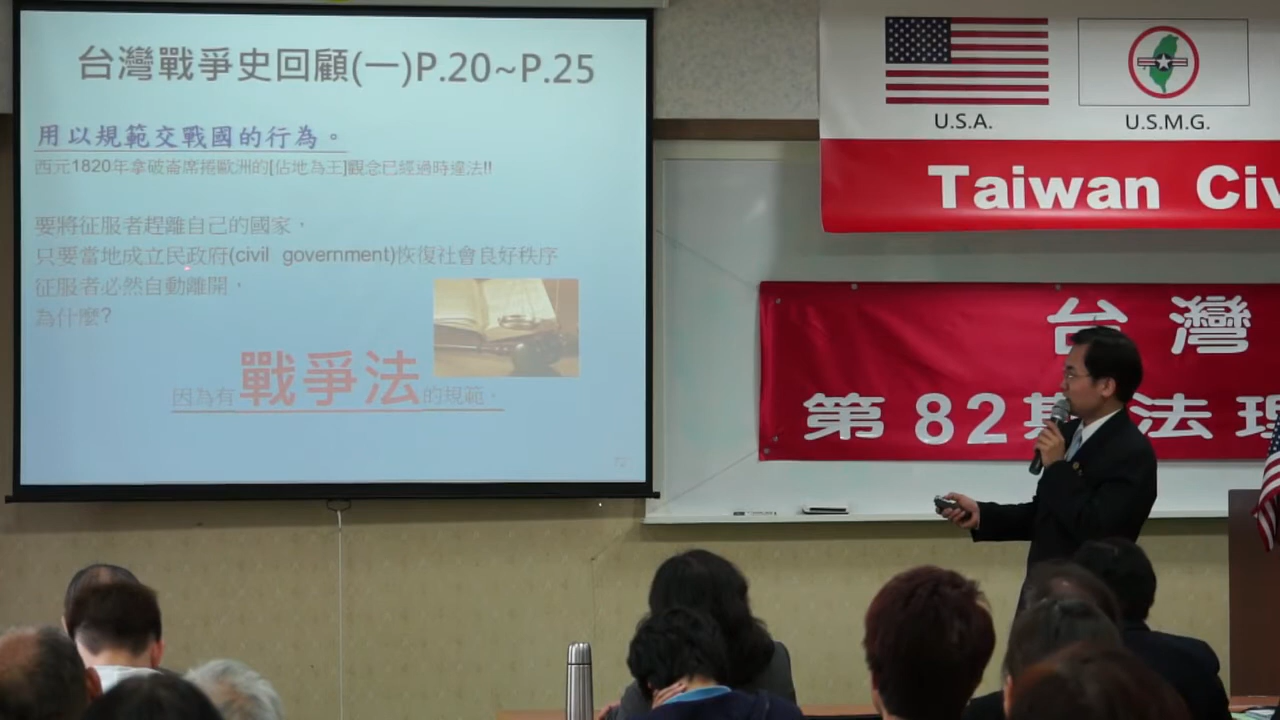 台灣戰爭史回顧(一)P.20~P.25
用以規範交戰國的行為。
西元1820年拿破崙席捲歐洲的[佔地為王]觀念已經過時違法!!
要將征服者趕離自己的國家，
只要當地成立民政府(civil government)恢復社會良好秩序
征服者必然自動離開，
為什麼?
因為有戰爭法的規範。
72
U.S.A.
U.S.M.G.
Taiwan Civ
台灣
第82期法理